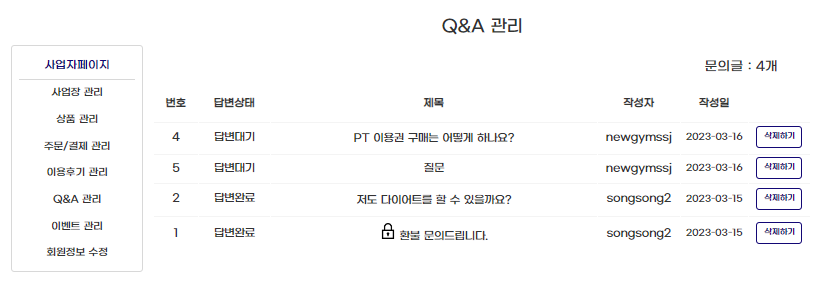 Q&A 관리
사업자페이지
사업장 관리
상품 관리
주문/결제 관리
이용후기 관리
Q&A 관리
이벤트 관리
회원정보 수정
문의글 : 4개
번호 답변상태 제목 작성자 작성일
4 답변대기 PT 이용권 구매는 어떻게 하나요? newgymssj 2023-03-16 삭제하기
5 답변대기 질문 newgymssj 2023-03-16 삭제하기
2 답변완료 저도 다이어트를 할 수 있을까요? songsong2 2023-03-15 삭제하기
1 답변완료 환불 문의드립니다. songsong2 2023-03-15 삭제하기